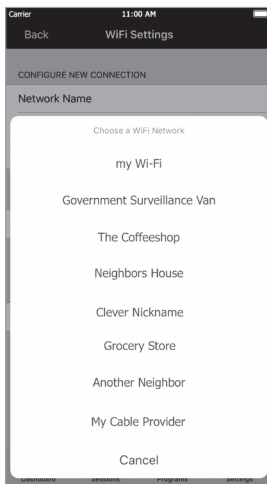 Carrier 11:00 AM
Back WiFi Settings
CONFIGURE NEW CONNECTION
Network Name
Choose a WiFi Network
my Wi-Fi
Government Surveillance Van
The Coffeeshop
Neighbors House
Clever Nickname
Grocery Store
Another Neighbor
My Cable Provider
Cancel
Dashboard Sessions Programs Settings